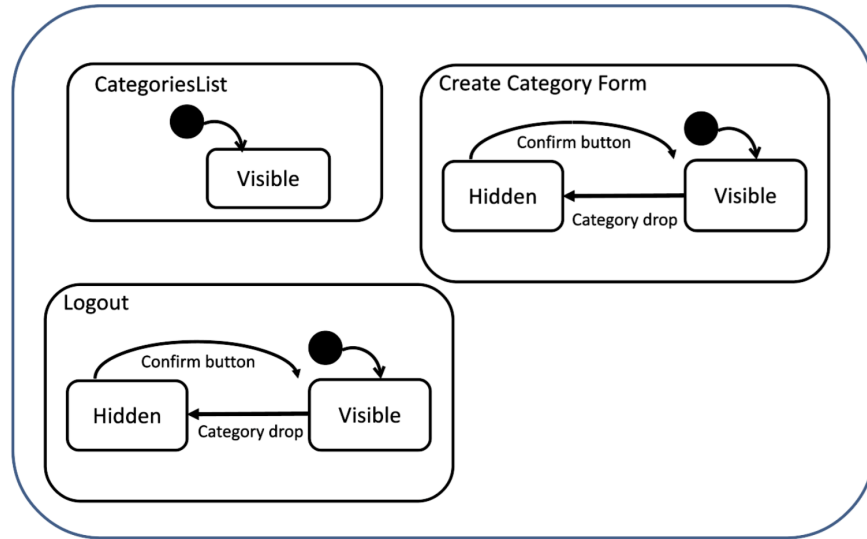 CategoriesList
Visible
Create Category Form
Confirm button
Hidden
Visible
Category drop
Logout
Confirm button
Hidden
Visible
Category drop